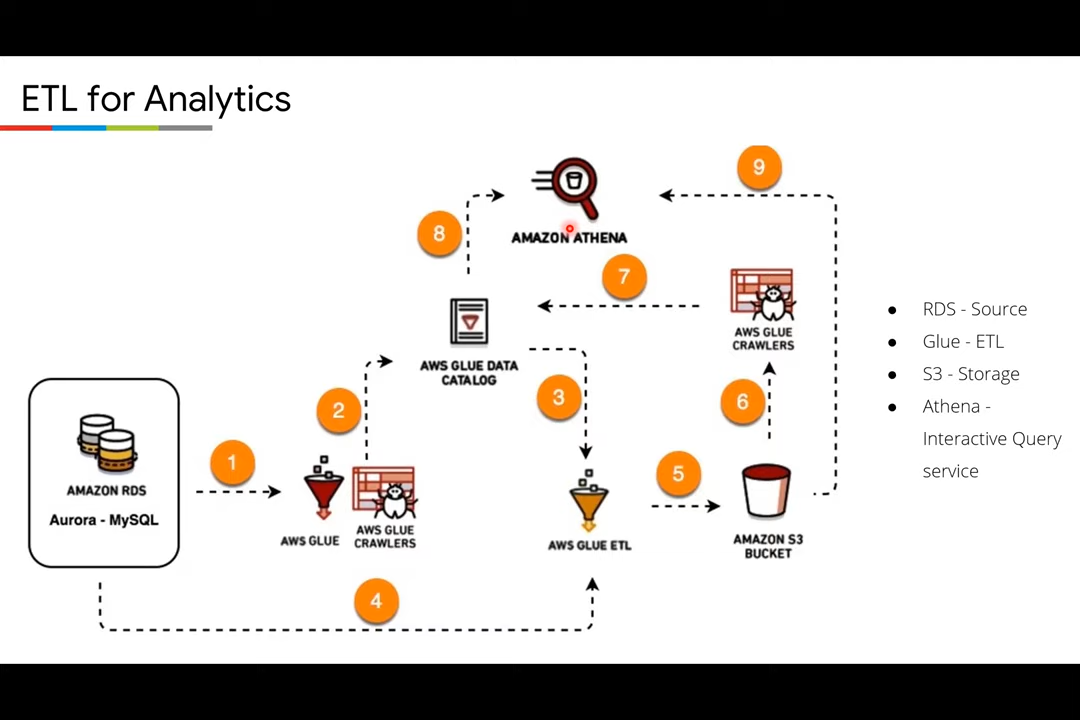 ETL for Analytics
9
8
AMAZON ATHENA
7
AWS GLUE
CRAWLERS
AWS GLUE DATA
CATALOG
2
3
6
1
AMAZON RDS
Aurora - MySQL
AWS GLUE
AWS GLUE
CRAWLERS
AWS GLUE ETL
5
AMAZON S3
BUCKET
4
● RDS - Source
● Glue - ETL
● S3 - Storage
● Athena -
Interactive Query
service